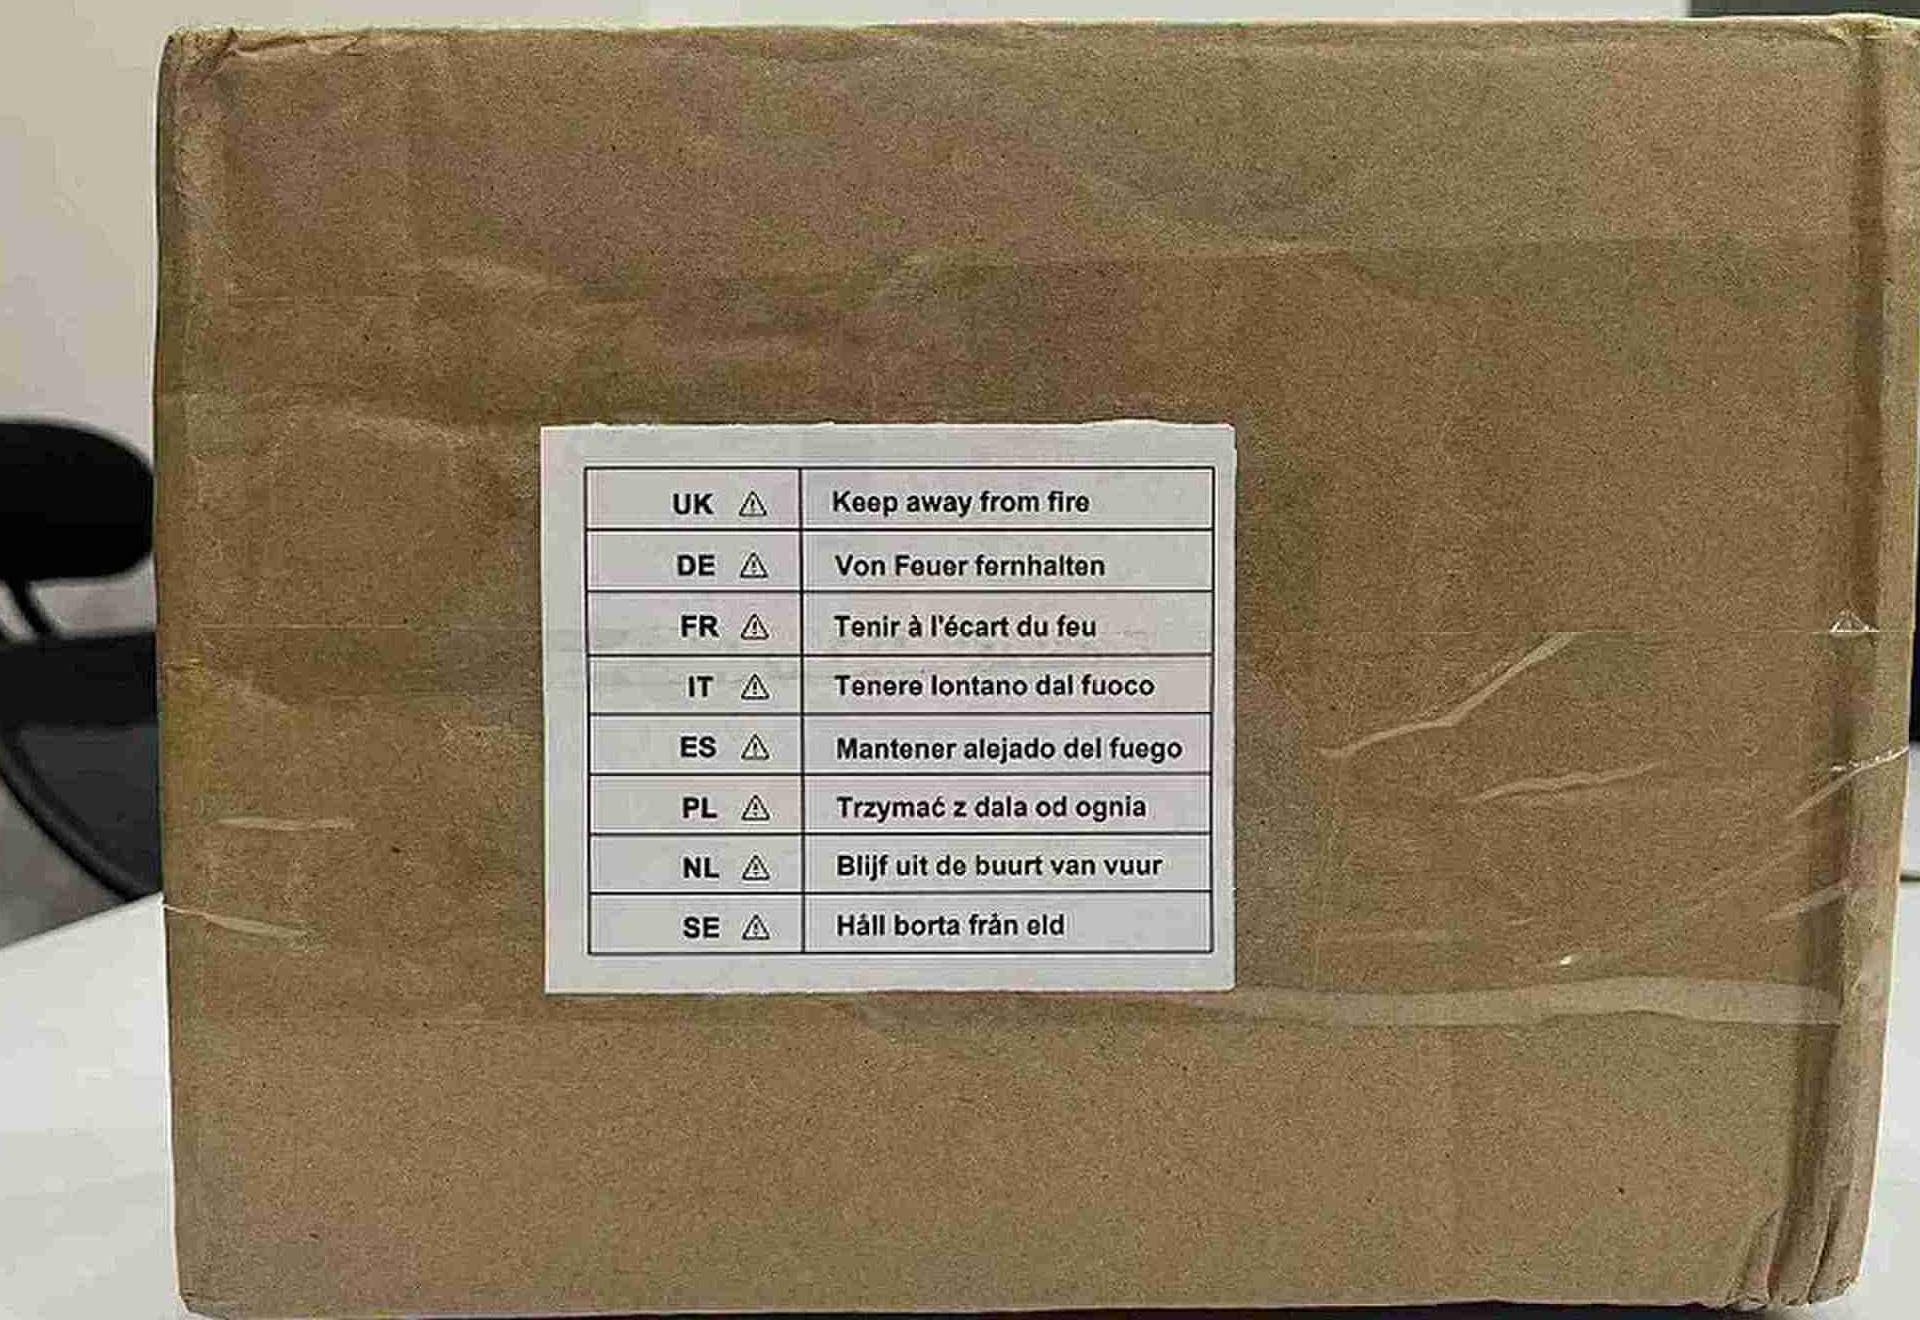 UK ⚠ Keep away from fire
DE ⚠ Von Feuer fernhalten
FR ⚠ Tenir à l'écart du feu
IT ⚠ Tenere lontano dal fuoco
ES ⚠ Mantener alejado del fuego
PL ⚠ Trzymać z dala od ognia
NL ⚠ Blijf uit de buurt van vuur
SE ⚠ Håll borta från eld